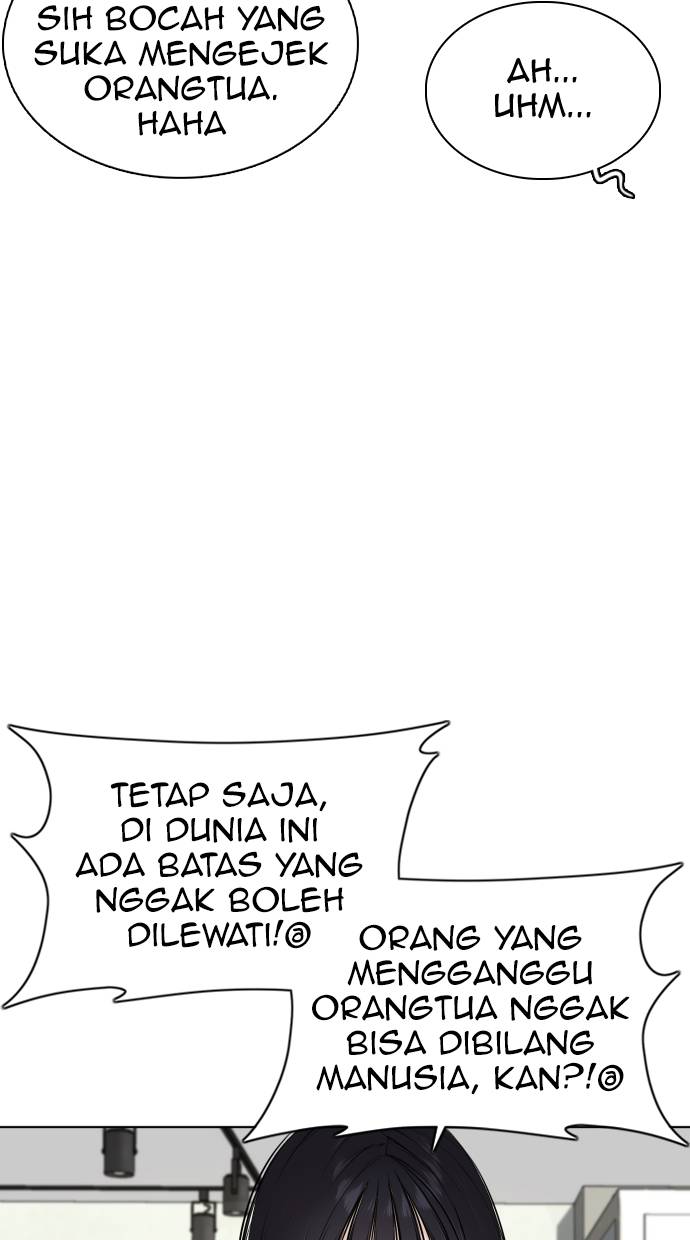 SIH BOCAH YANG
SUKA MENGEJEK
ORANGTUA.
HAHA
AH...
UHM...
TETAP SAJA,
DI DUNIA INI
ADA BATAS YANG
NGGAK BOLEH
DILEWATI!@
ORANG YANG
MENGGANGGU
ORANGTUA NGGAK
BISA DIBILANG
MANUSIA, KAN?!@